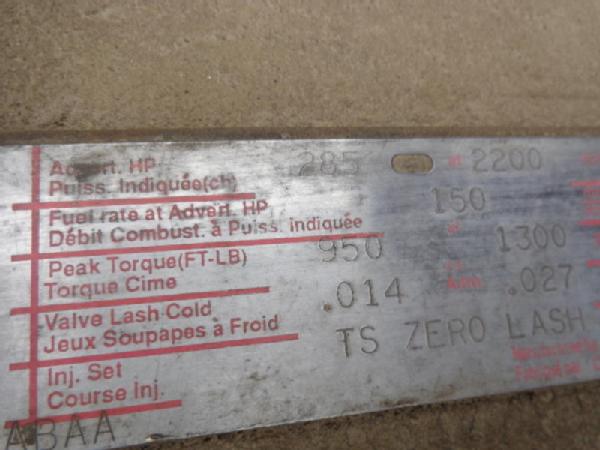 Advert. HP 285 at 2200
Puiss. Indiquée(ch)
Fuel rate at Advert. HP 150
Débit Combust. à Puiss. indiquée
Peak Torque(FT-LB) 950 at 1300
Torque Cime
Valve Lash Cold .014 .027
Jeux Soupapes à Froid
Inj. Set TS ZERO LASH
Course Inj.
ABAA